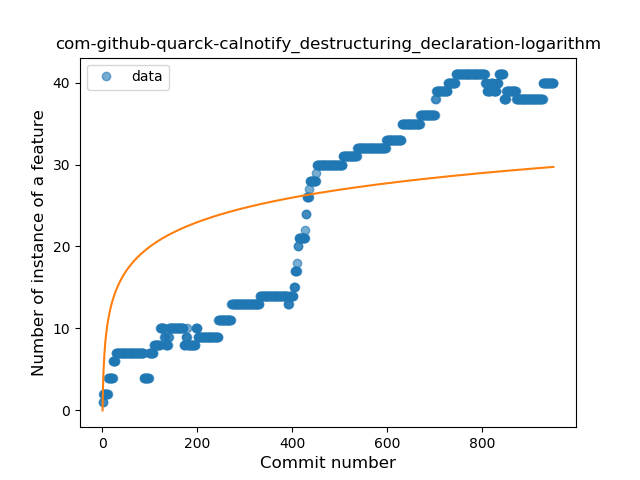 com-github-quarck-calnotify_destructuring_declaration-logarithm
data
Number of instance of a feature
40
30
20
10
0
0 200 400 600 800
Commit number